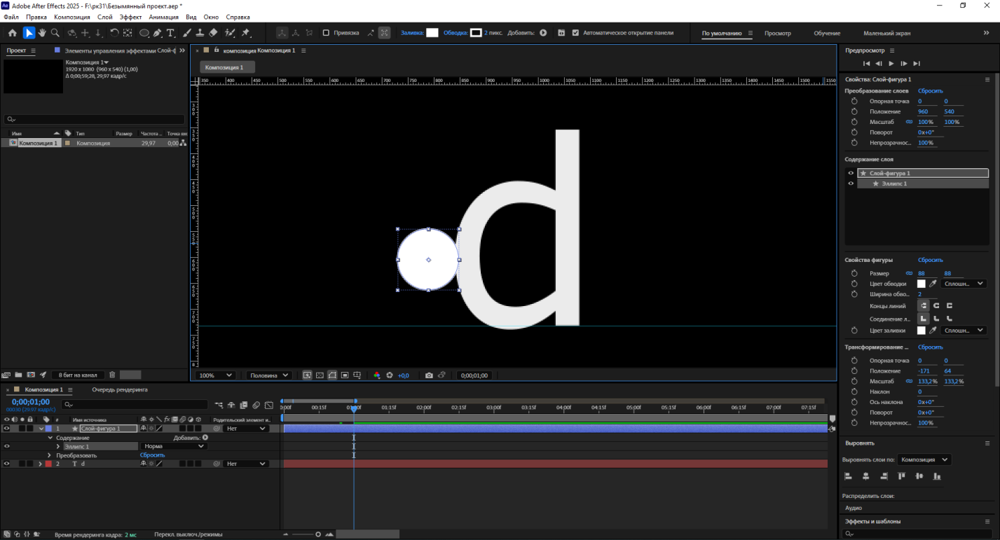 Adobe After Effects 2025 - F:\рк31\Безымянный проект.aep *
Файл Правка Композиция Слой Эффект Анимация Вид Окно Справка
Привязка Заливка: Обводка: 2 пикс. Добавить: Автоматическое открытие панели По умолчанию Просмотр Обучение Маленький экран
Проект Элементы управления эффектами Слой-ф
Композиция 1
1920 x 1080 (960 x 540) (1,00)
Δ 0;00;59;28, 29,97 кадр/с
Имя Тип Размер Частота .. Точка вх
Композиция 1 Композиция 29,97 0;00
8 бит на канал
композиция Композиция 1
Композиция 1
350 400 450 500 550 600 650 700 750 800 850 900 950 1000 1050 1100 1150 1200 1250 1300 1350 1400 1450 1500 1550
d
100% Половина +0,0 0;00;01;00
Предпросмотр
Свойства: Слой-фигура 1
Преобразование слоев Сбросить
Опорная точка 0 0
Положение 960 540
Масштаб 100% 100%
Поворот 0x+0°
Непрозрачнос... 100%
Содержание слоя
Слой-фигура 1
Эллипс 1
Свойства фигуры Сбросить
Размер 88 88
Цвет обводки Сплошн...
Ширина обво... 2
Концы линий
Соединение л...
Цвет заливки Сплошн...
Трансформирование ... Сбросить
Опорная точка 0 0
Положение -171 64
Масштаб 133,2% 133,2%
Наклон 0
Ось наклона 0x+0°
Поворот 0x+0°
Непрозрачнос... 100%
Выровнять
Выровнять слои по: Композиция
Распределить слои:
Аудио
Эффекты и шаблоны
Композиция 1 Очередь рендеринга
0;00;01;00
00030 (29.97 кадр/с)
# Имя источника Родительский элемент и..
1 Слой-фигура 1 Нет
Содержание Добавить:
Эллипс 1 Норма
Преобразовать Сбросить
2 T d Нет
00:15f 01:00f 01:15f 02:00f 02:15f 03:00f 03:15f 04:00f 04:15f 05:00f 05:15f 06:00f 06:15f 07:00f 07:15f
Время рендеринга кадра: 2 мс Перекл. выключ./режимы